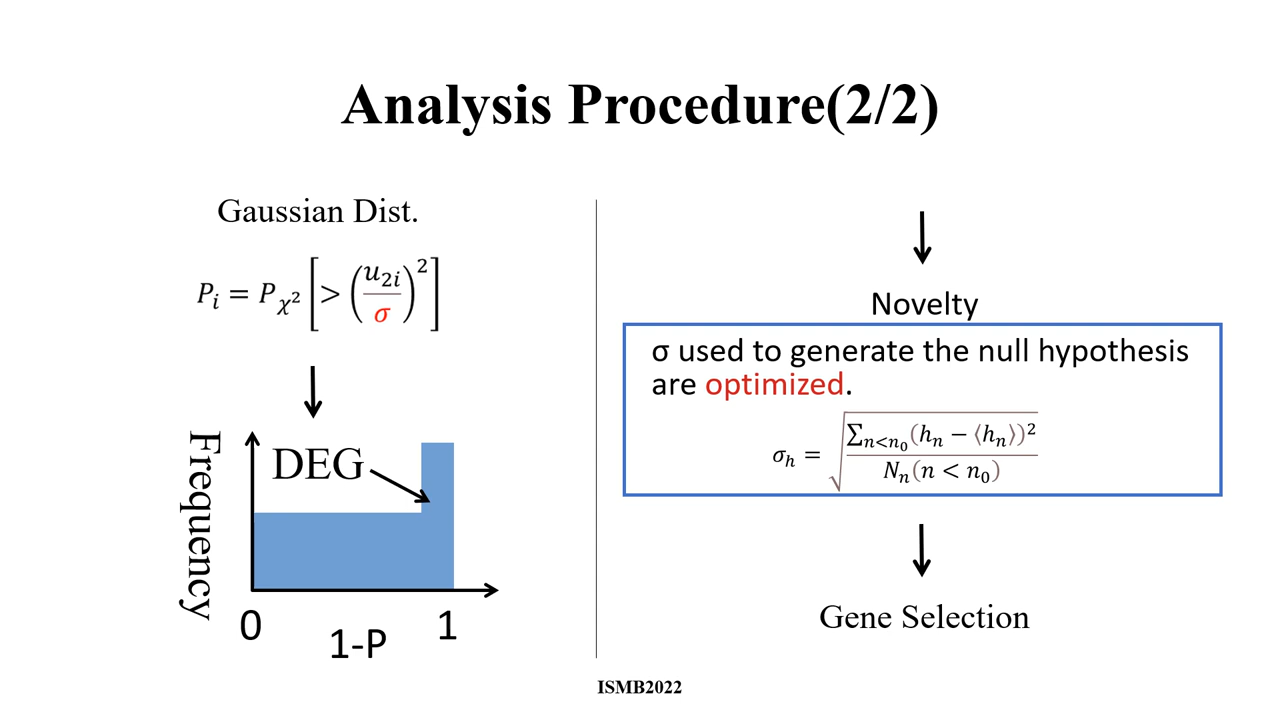 Analysis Procedure(2/2)
Gaussian Dist.
P_i = P_{χ²} [> (u_{2i}/σ)²]
Frequency
DEG
0
1
1-P
Novelty
σ used to generate the null hypothesis
are optimized.
σ_h = √(∑_{n<n_0}(h_n − ⟨h_n⟩)² / N_n(n < n_0))
Gene Selection
ISMB2022